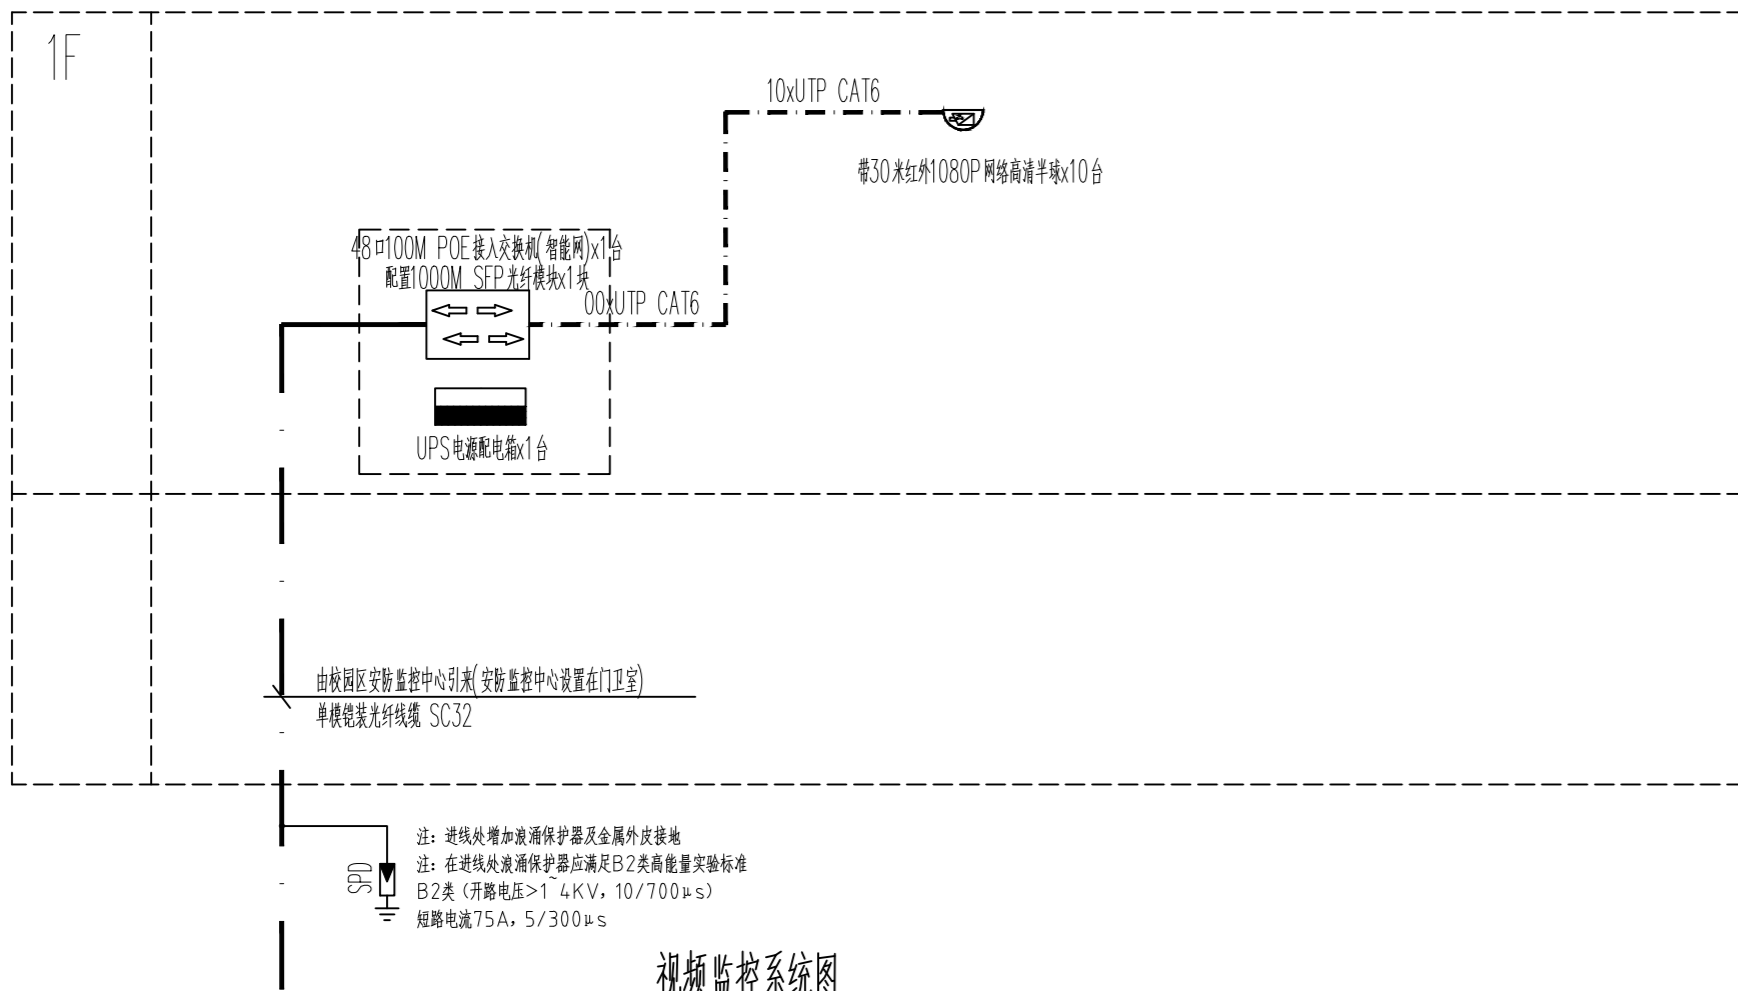 1F
10xUTP CAT6
带30米红外1080P网络高清半球x10台
48口100M POE接入交换机(智能网)x1台
配置1000M SFP光纤模块x1块
00xUTP CAT6
UPS电源配电箱x1台
由校园区安防监控中心引来(安防监控中心设置在门卫室)
单模铠装光纤线缆 SC32
SPD
注: 进线处增加浪涌保护器及金属外皮接地
注: 在进线处浪涌保护器应满足B2类高能量实验标准
B2类 (开路电压>1~4KV, 10/700μs)
短路电流75A, 5/300μs
视频监控系统图